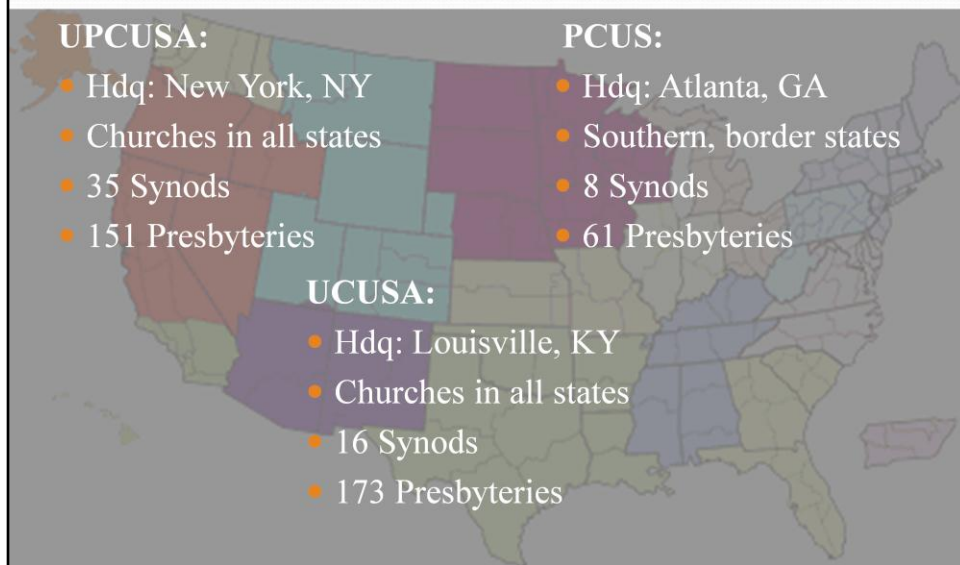 UPCUSA:
• Hdq: New York, NY
• Churches in all states
• 35 Synods
• 151 Presbyteries
PCUS:
• Hdq: Atlanta, GA
• Southern, border states
• 8 Synods
• 61 Presbyteries
UCUSA:
• Hdq: Louisville, KY
• Churches in all states
• 16 Synods
• 173 Presbyteries